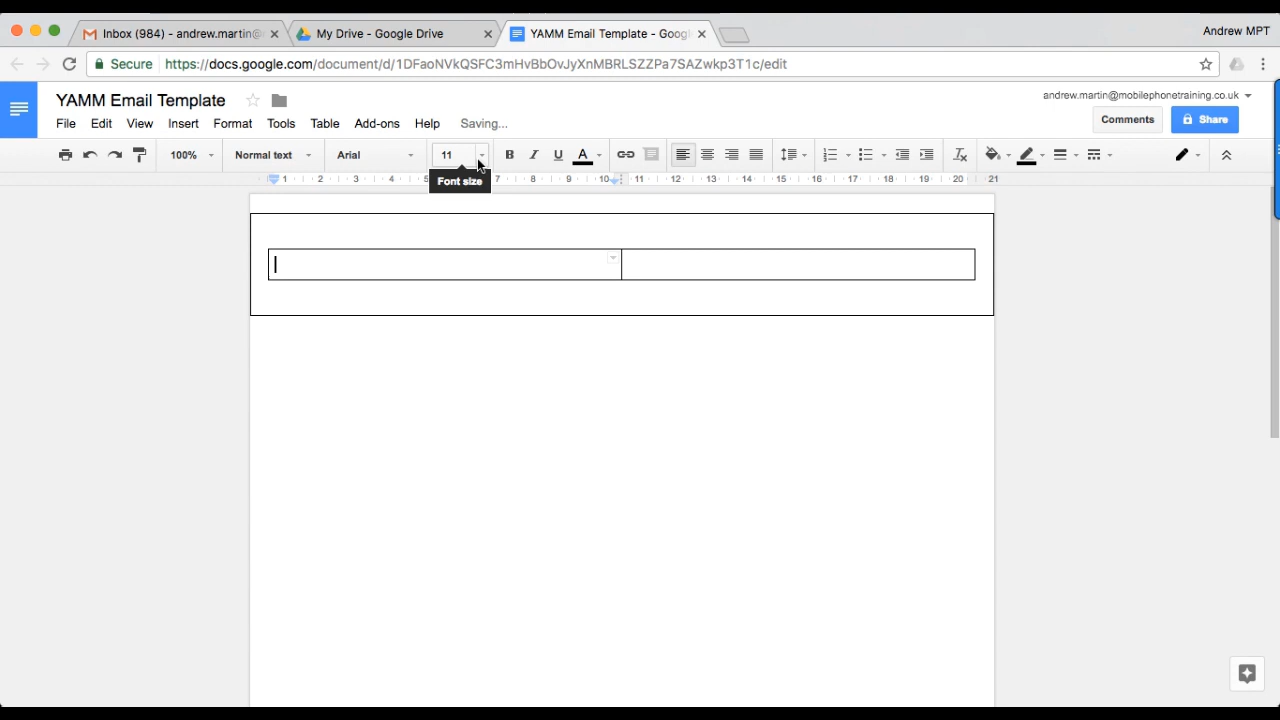 Inbox (984) - andrew.martin@
My Drive - Google Drive
YAMM Email Template - Goog
Andrew MPT
Secure
https://docs.google.com/document/d/1DFaoNVkQSFC3mHvBbOvJyXnMBRLSZZPa7SAZwkp3T1c/edit
YAMM Email Template
andrew.martin@mobilephonetraining.co.uk
File Edit View Insert Format Tools Table Add-ons Help Saving...
Comments
Share
100% Normal text Arial 11 B I U A
Font size
1 2 3 4 5 7 8 9 10 11 12 13 14 15 16 17 18 19 20 21